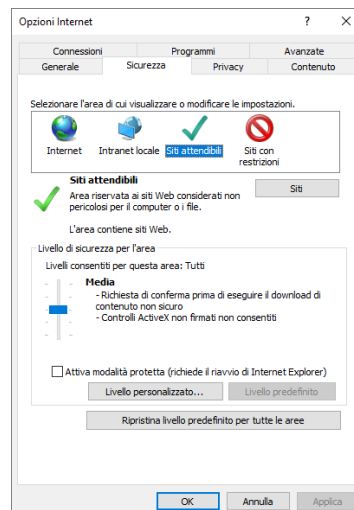 Opzioni Internet
?
Connessioni Programmi Avanzate
Generale Sicurezza Privacy Contenuto
Selezionare l'area di cui visualizzare o modificare le impostazioni.
Internet Intranet locale Siti attendibili Siti con
restrizioni
Siti attendibili
Siti
Area riservata ai siti Web considerati non
pericolosi per il computer o i file.
L'area contiene siti Web.
Livello di sicurezza per l'area
Livelli consentiti per questa area: Tutti
Media
- Richiesta di conferma prima di eseguire il download di
contenuto non sicuro
- Controlli ActiveX non firmati non consentiti
Attiva modalità protetta (richiede il riavvio di Internet Explorer)
Livello personalizzato... Livello predefinito
Ripristina livello predefinito per tutte le aree
OK Annulla Applica